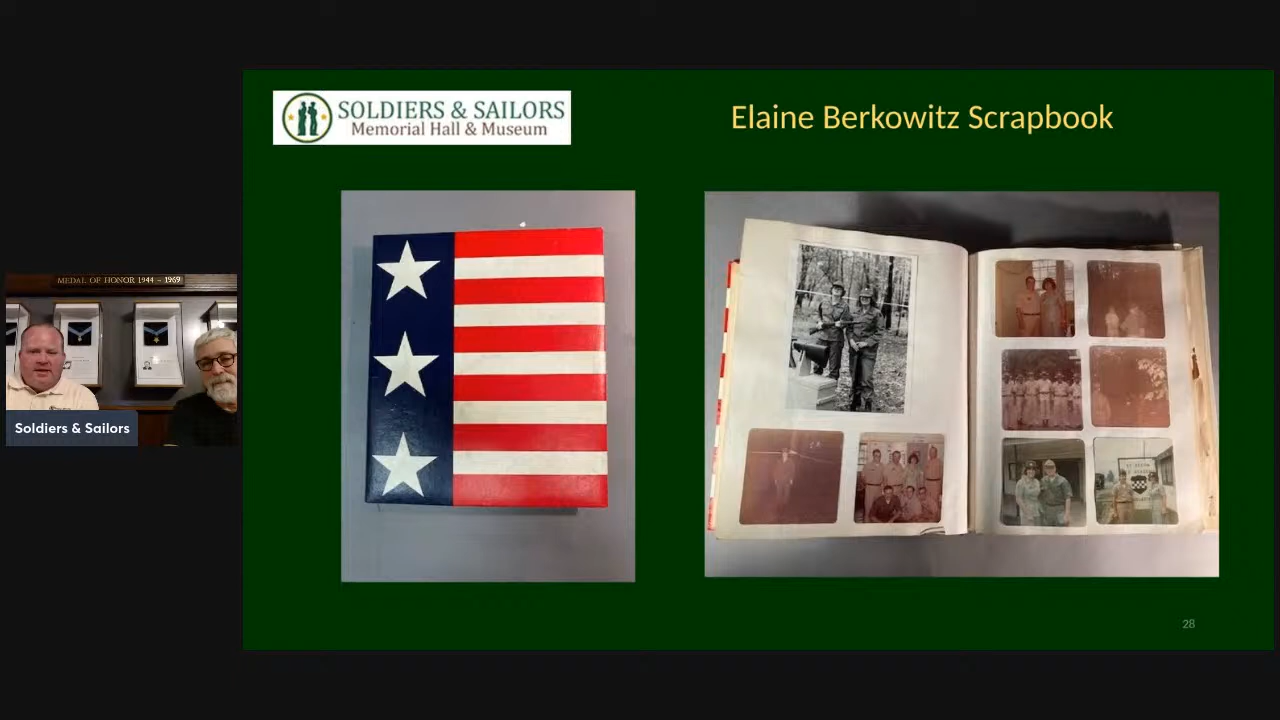 SOLDIERS & SAILORS
Memorial Hall & Museum
Elaine Berkowitz Scrapbook
MEDAL OF HONOR 1944 - 1969
Soldiers & Sailors
28